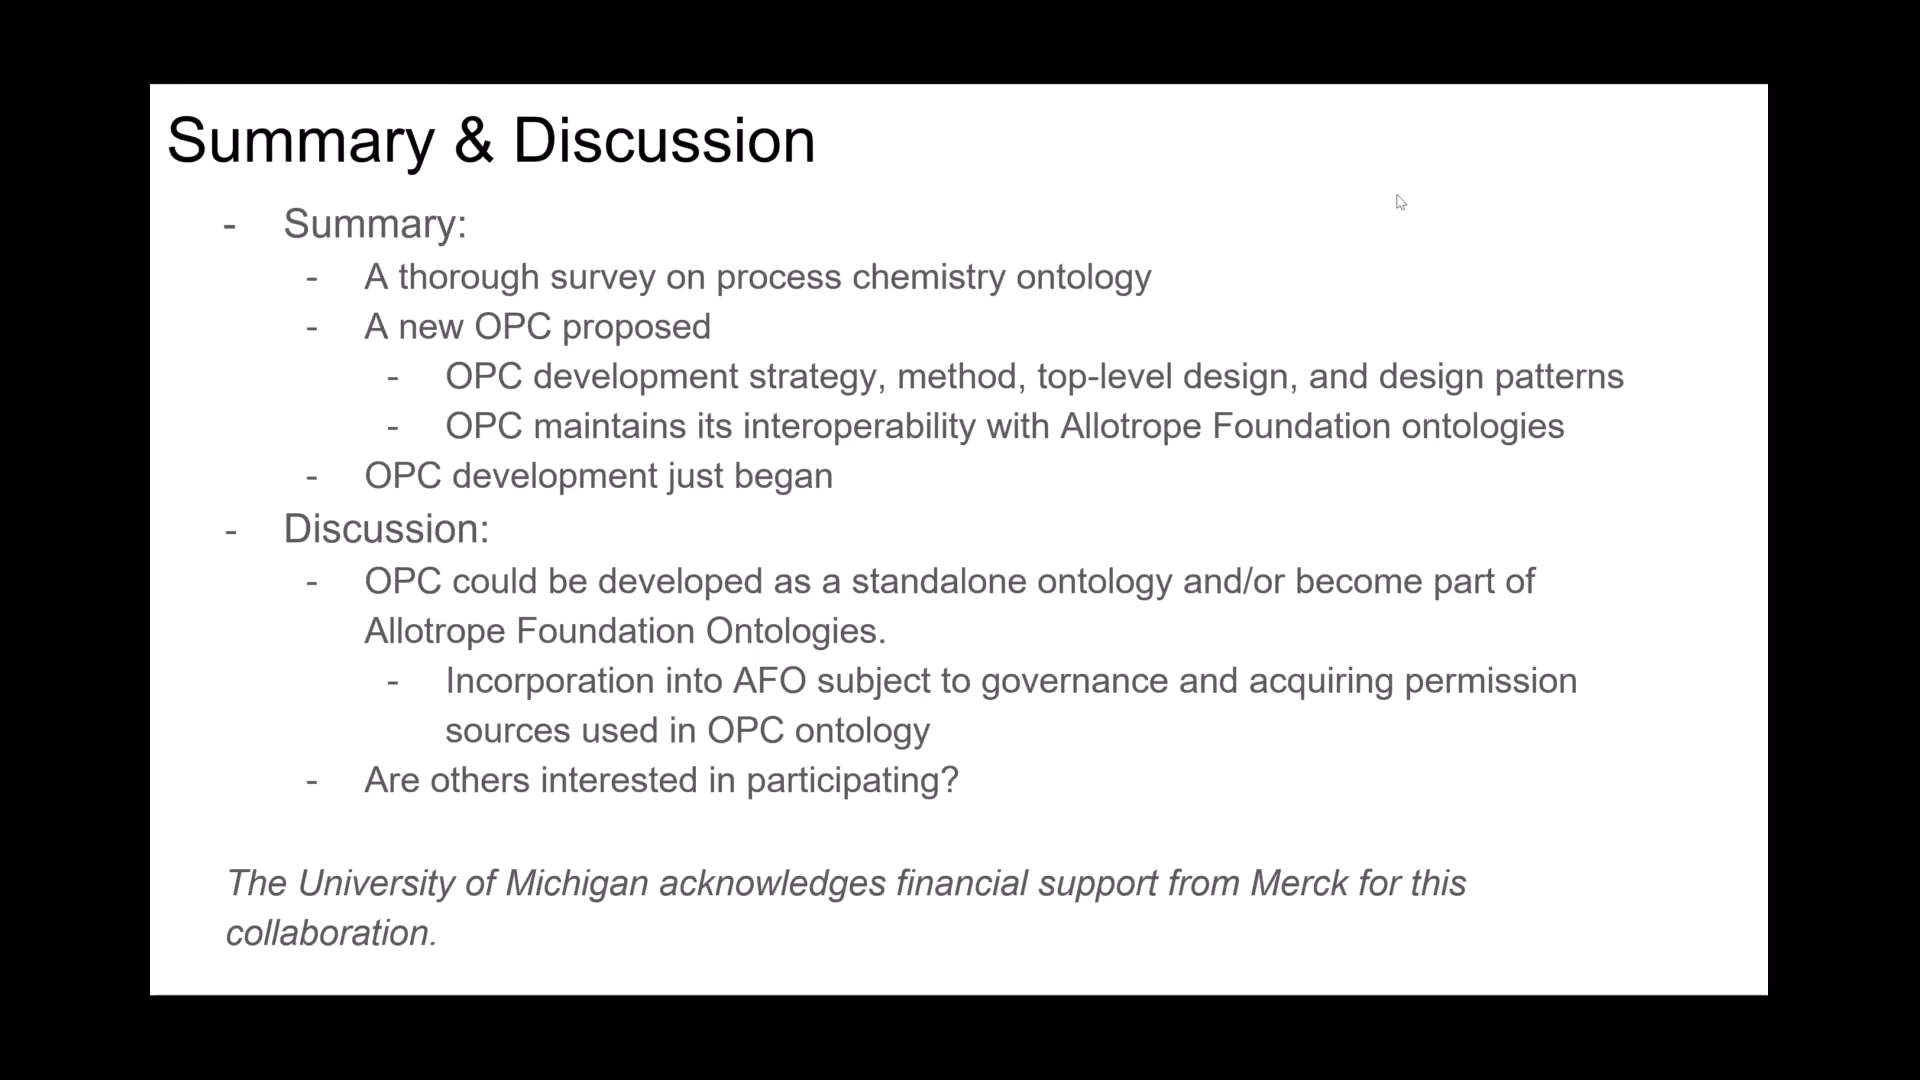 Summary & Discussion
- Summary:
- A thorough survey on process chemistry ontology
- A new OPC proposed
- OPC development strategy, method, top-level design, and design patterns
- OPC maintains its interoperability with Allotrope Foundation ontologies
- OPC development just began
- Discussion:
- OPC could be developed as a standalone ontology and/or become part of
Allotrope Foundation Ontologies.
- Incorporation into AFO subject to governance and acquiring permission
sources used in OPC ontology
- Are others interested in participating?
The University of Michigan acknowledges financial support from Merck for this
collaboration.